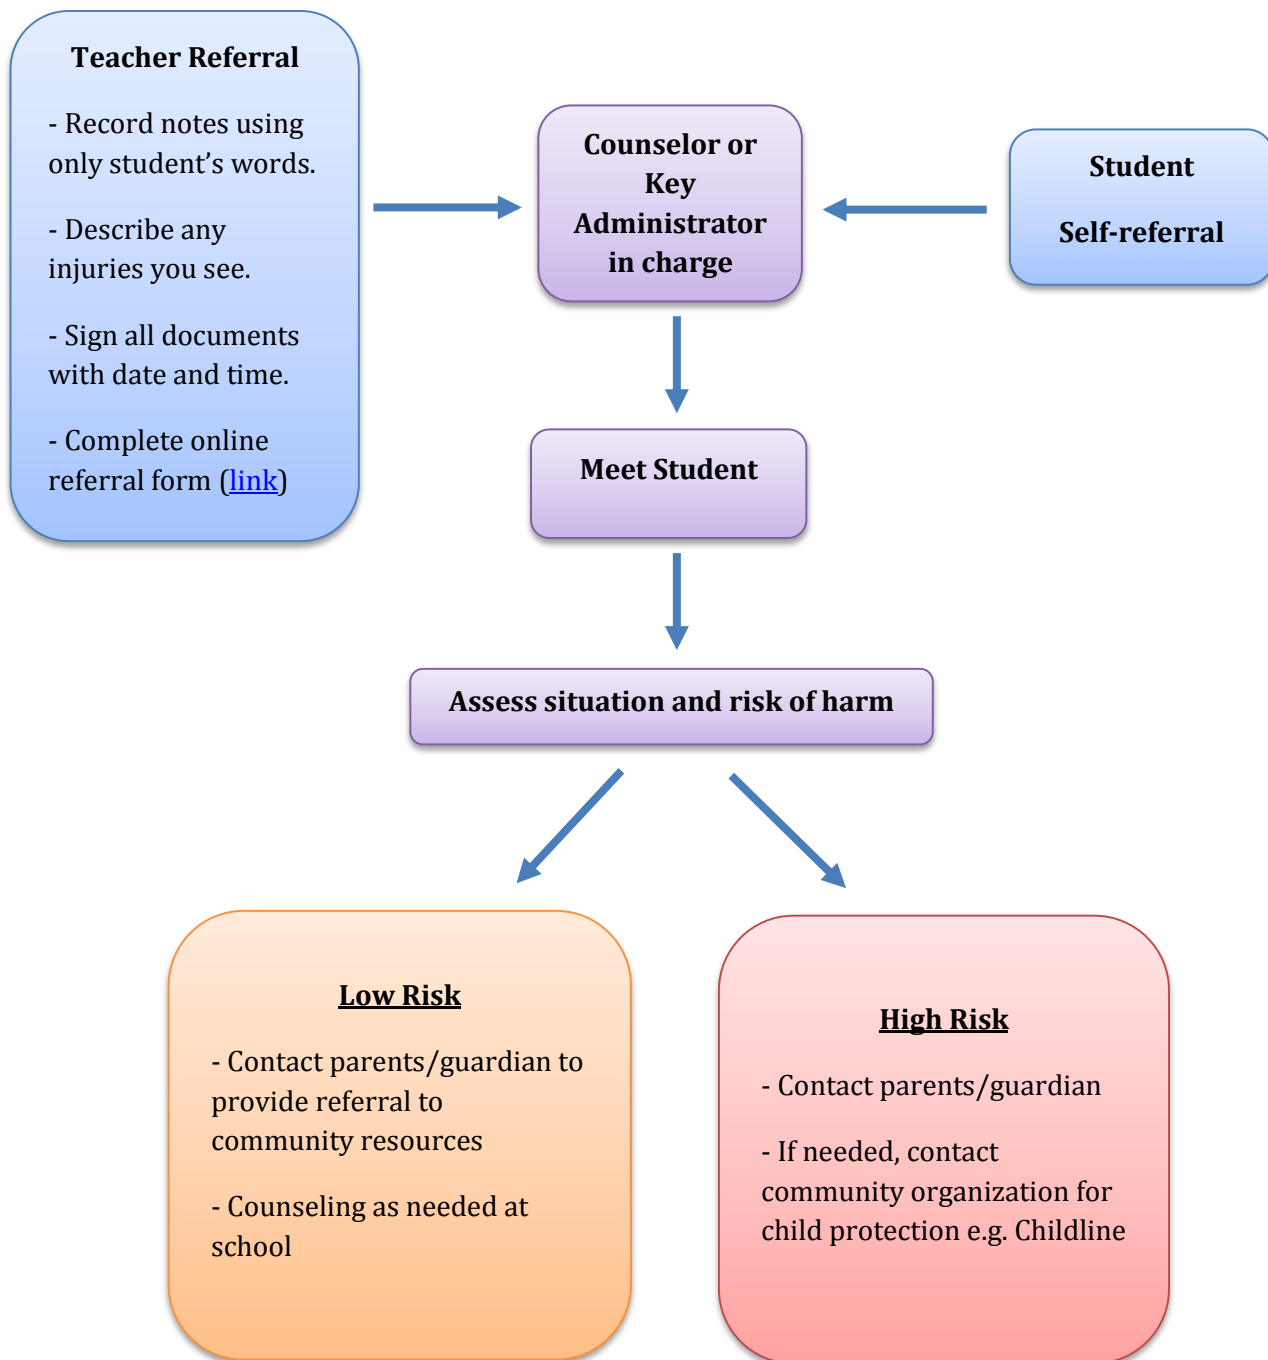 Teacher Referral
- Record notes using
only student’s words.
- Describe any
injuries you see.
- Sign all documents
with date and time.
- Complete online
referral form (link)
Counselor or
Key
Administrator
in charge
Student
Self-referral
Meet Student
Assess situation and risk of harm
Low Risk
- Contact parents/guardian to
provide referral to
community resources
- Counseling as needed at
school
High Risk
- Contact parents/guardian
- If needed, contact
community organization for
child protection e.g. Childline